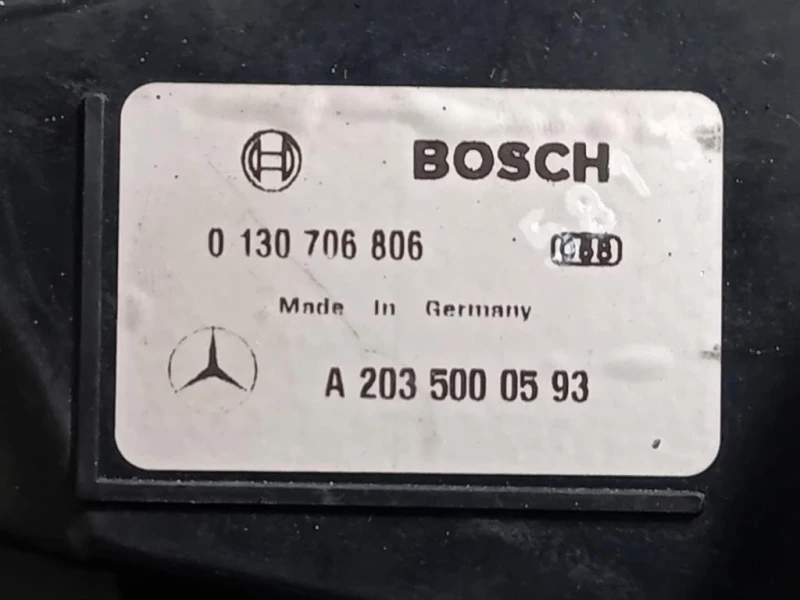 BOSCH
0 130 706 806
Made In Germany
A 203 500 05 93